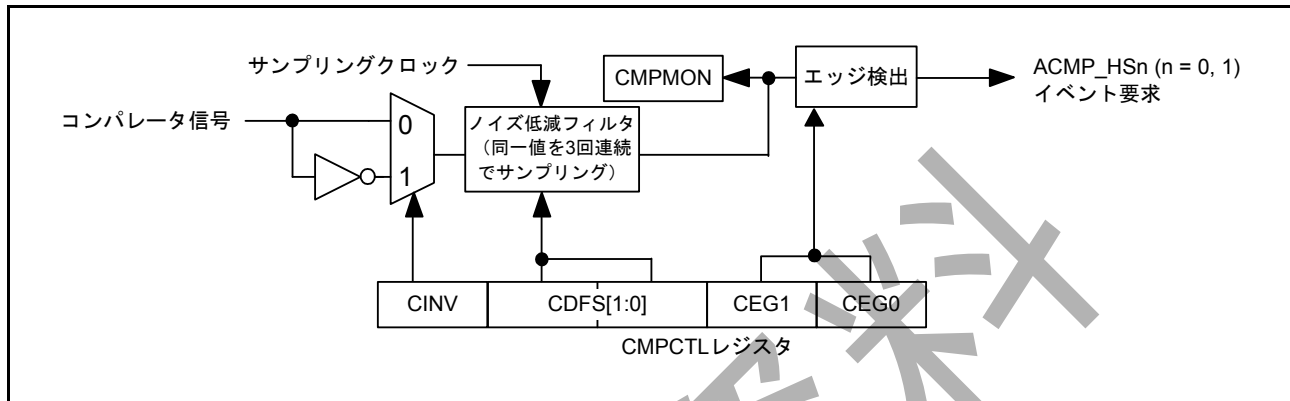 サンプリングクロック
CMPMON
エッジ検出
ACMP_HSn (n = 0, 1)
イベント要求
コンパレータ信号
0
1
ノイズ低減フィルタ
（同一値を3回連続
でサンプリング）
CINV
CDFS[1:0]
CEG1
CEG0
CMPCTLレジスタ